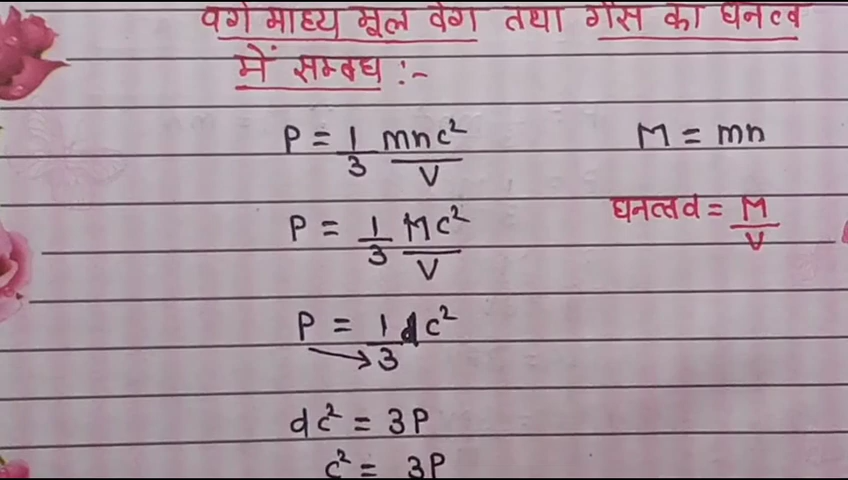 वर्ग माध्य मूल वेग तथा गैस का घनत्व
में सम्बंध :-
P = 1/3 mnc²/V M = mn
P = 1/3 Mc²/V घनत्व = M/V
P = 1/3 dc²
dc² = 3P
c² = 3P